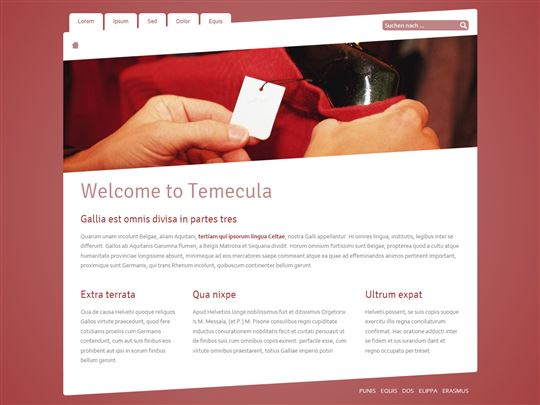 Lorem Ipsum Sed Dolor Equis
Suchen nach ...
Welcome to Temecula
Gallia est omnis divisa in partes tres
Quarum unam incolunt Belgae, aliam Aquitani, tertiam qui ipsorum lingua Celtae, nostra Galli appellantur. Hi omnes lingua, institutis, legibus inter se
differunt. Gallos ab Aquitanis Garumna flumen, a Belgis Matrona et Sequana dividit. Horum omnium fortissimi sunt Belgae, propterea quod a cultu atque
humanitate provinciae longissime absunt, minimeque ad eos mercatores saepe commeant atque ea quae ad effeminandos animos pertinent important,
proximique sunt Germanis, qui trans Rhenum incolunt, quibuscum continenter bellum gerunt.
Extra terrata
Cua de causa Helvetii quoque reliquos
Gallos virtute praecedunt, quod fere
cotidianis proeliis cum Germanis
contendunt, cum aut suis finibus eos
prohibent aut ipsi in eorum finibus
bellum gerunt.
Qua nixpe
Apud Helvetios longe nobilissimus fuit et ditissimus Orgetorix.
Is M. Messala, [et P.] M. Pisone consulibus regni cupiditate
inductus coniurationem nobilitatis fecit et civitati persuasit ut
de finibus suis cum omnibus copiis exirent: perfacile esse, cum
virtute omnibus praestarent, totius Galliae imperio potiri.
Ultrum expat
Helvetii possent, se suis copiis suoque
exercitu illis regna conciliaturum
confirmat. Hac oratione adducti inter
se fidem et ius iurandum dant et
regno occupato per treset.
PUNIS EQUIS DOS ELIPPA ERASMUS